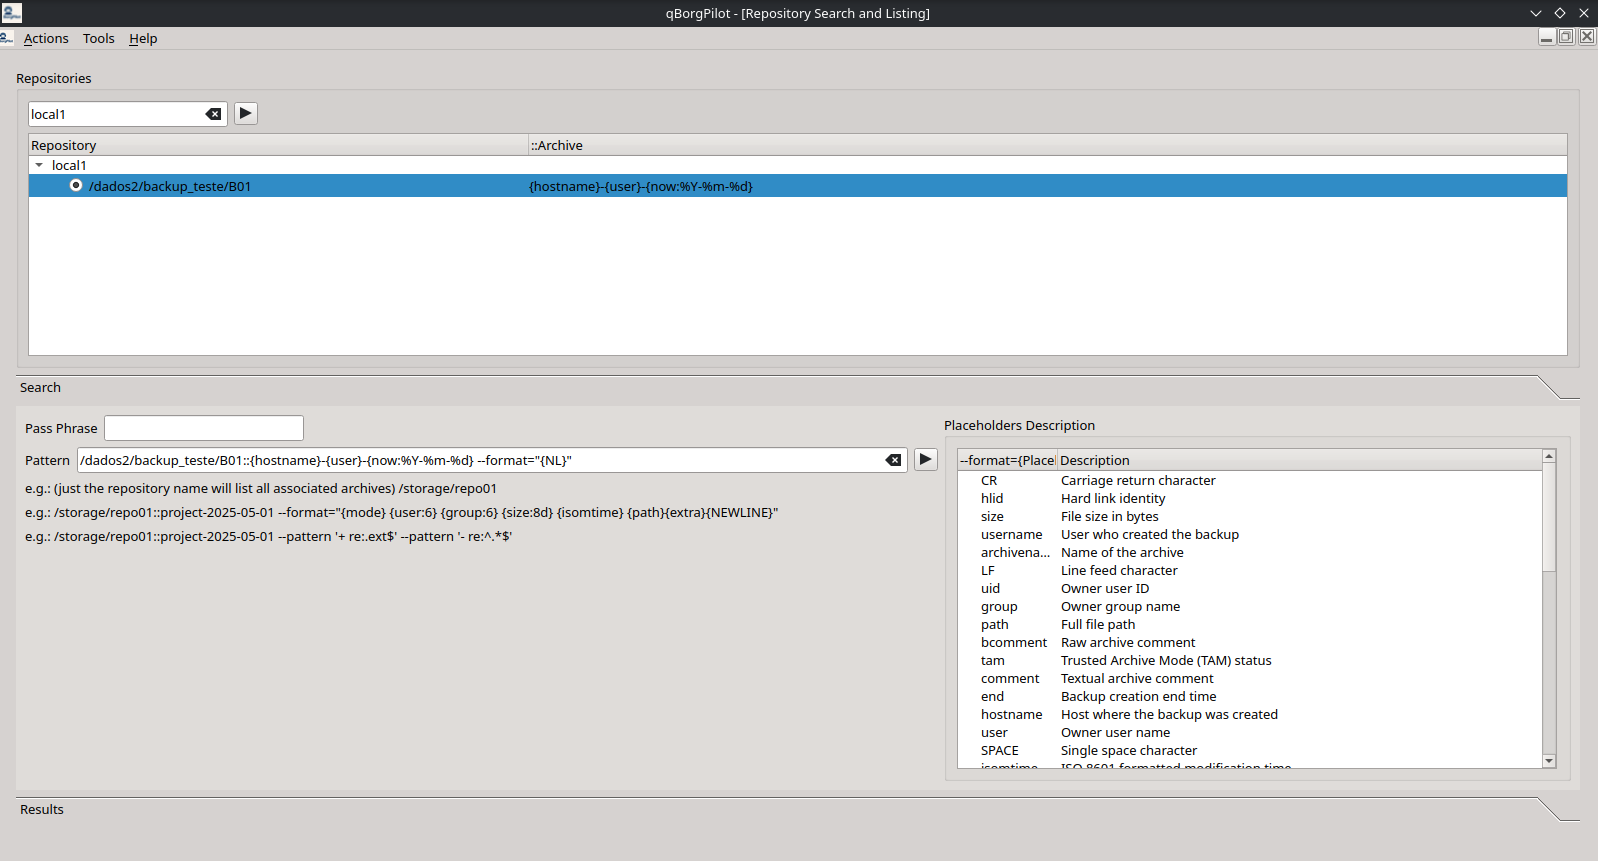 qBorgPilot - [Repository Search and Listing]
Actions Tools Help
Repositories
local1
Repository ::Archive
local1
/dados2/backup_teste/B01 {hostname}-{user}-{now:%Y-%m-%d}
Search
Pass Phrase
Pattern /dados2/backup_teste/B01::{hostname}-{user}-{now:%Y-%m-%d} --format="{NL}"
e.g.: (just the repository name will list all associated archives) /storage/repo01
e.g.: /storage/repo01::project-2025-05-01 --format="{mode} {user:6} {group:6} {size:8d} {isomtime} {path}{extra}{NEWLINE}"
e.g.: /storage/repo01::project-2025-05-01 --pattern '+ re:.ext$' --pattern '- re:^.*$'
Placeholders Description
--format={Place Description
CR Carriage return character
hlid Hard link identity
size File size in bytes
username User who created the backup
archivena... Name of the archive
LF Line feed character
uid Owner user ID
group Owner group name
path Full file path
bcomment Raw archive comment
tam Trusted Archive Mode (TAM) status
comment Textual archive comment
end Backup creation end time
hostname Host where the backup was created
user Owner user name
SPACE Single space character
isomtime ISO 8601 formatted modification time
Results